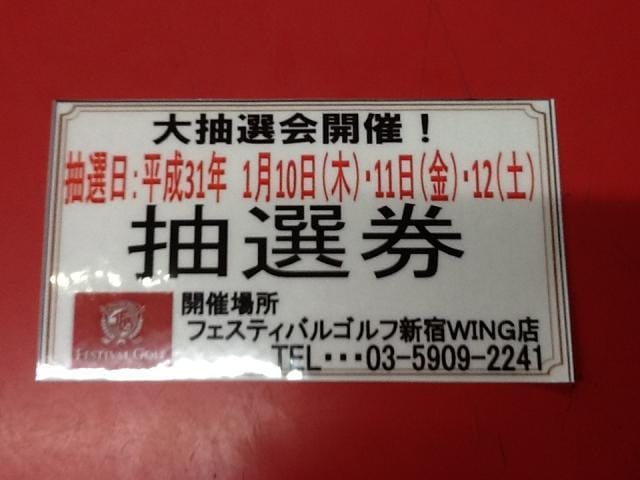 大抽選会開催!
抽選日:平成31年 1月10日(木)・11日(金)・12(土)
抽選券
開催場所
フェスティバルゴルフ新宿WING店
TEL・・・03-5909-2241
FESTIVAL GOLF